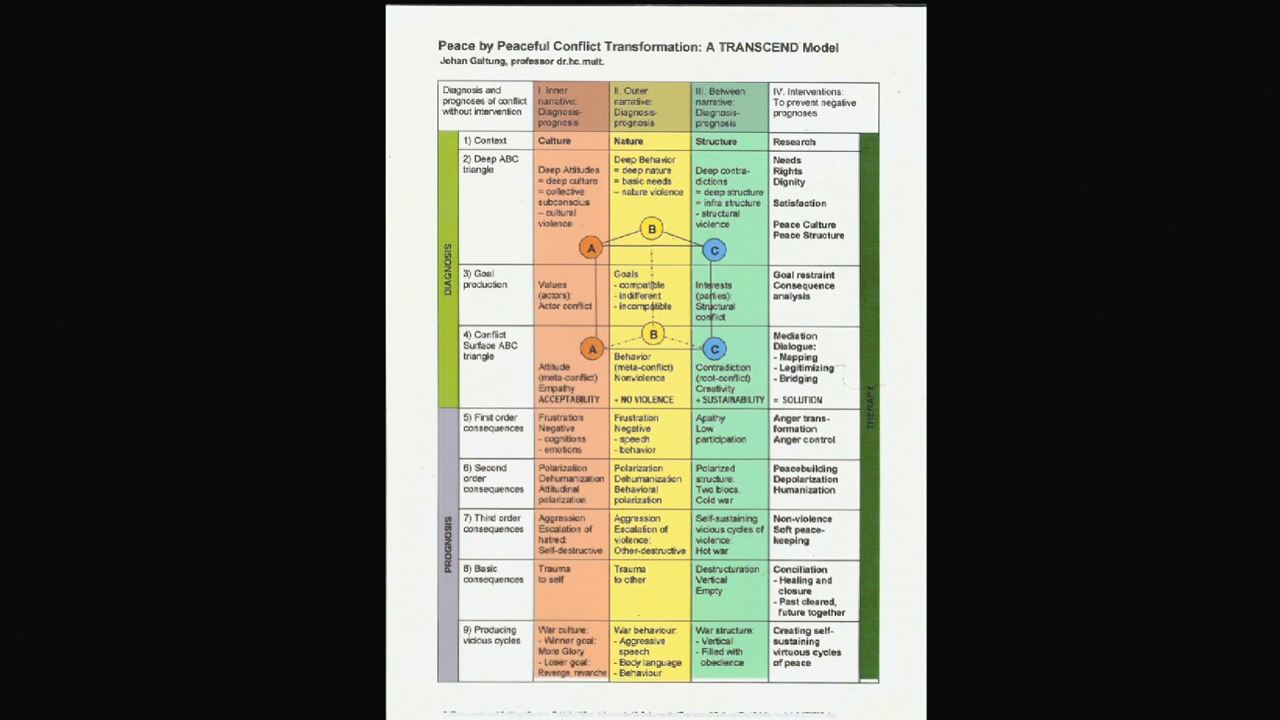 Peace by Peaceful Conflict Transformation: A TRANSCEND Model
Johan Galtung, professor dr.hc.mult.
Diagnosis and
prognoses of conflict
without intervention
I. Inner
narrative:
Diagnosis-
prognosis
II. Outer
narrative:
Diagnosis-
prognosis
III. Between
narrative:
Diagnosis-
prognosis
IV. Interventions:
To prevent negative
prognoses
DIAGNOSIS
THERAPY
1) Context
Culture
Nature
Structure
Research
2) Deep ABC
triangle
Deep Attitudes
= deep culture
= collective
subconscius
– cultural
violence
Deep Behavior
= deep nature
= basic needs
– nature violence
Deep contra-
dictions
= deep structure
= infra structure
- structural
violence
Needs
Rights
Dignity
Satisfaction
Peace Culture
Peace Structure
B
A
C
3) Goal
production
Values
(actors):
Actor conflict
Goals
- compatible
- indifferent
- incompatible
Interests
(parties):
Structural
conflict
Goal restraint
Consequence
analysis
B
A
C
4) Conflict
Surface ABC
triangle
Attitude
(meta-conflict)
Empathy
ACCEPTABILITY
Behavior
(meta-conflict)
Nonviolence
+ NO VIOLENCE
Contradiction
(root-conflict)
Creativity
+ SUSTAINABILITY
Mediation
Dialogue:
- Mapping
- Legitimizing
- Bridging
= SOLUTION
PROGNOSIS
5) First order
consequences
Frustration
Negative
- cognitions
- emotions
Frustration
Negative
- speech
- behavior
Apathy
Low
participation
Anger trans-
formation
Anger control
6) Second
order
consequences
Polarization
Dehumanization
Attitudinal
polarization
Polarization
Dehumanization
Behavioral
polarization
Polarized
structure:
Two blocs,
Cold war
Peacebuilding
Depolarization
Humanization
7) Third order
consequences
Aggression
Escalation of
hatred:
Self-destructive
Aggression
Escalation of
violence:
Other-destructive
Self-sustaining
vicious cycles of
violence:
Hot war
Non-violence
Soft peace-
keeping
8) Basic
consequences
Trauma
to self
Trauma
to other
Destructuration
Vertical
Empty
Conciliation
- Healing and
closure
- Past cleared,
future together
9) Producing
vicious cycles
War culture:
- Winner goal:
More Glory
- Loser goal:
Revenge, revanche
War behaviour:
- Aggressive
speech
- Body language
- Behaviour
War structure:
- Vertical
- Filled with
obedience
Creating self-
sustaining
virtuous cycles
of peace